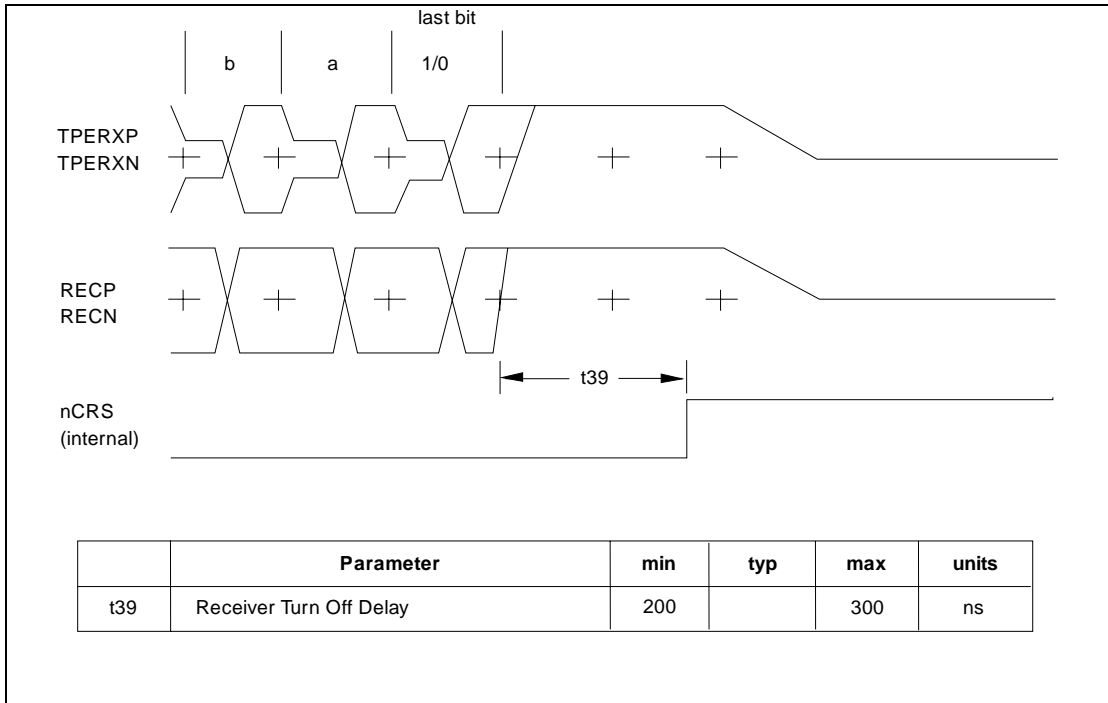 last bit
b a 1/0
TPERXP
TPERXN
RECP
RECN
t39
nCRS
(internal)
Parameter min typ max units
t39 Receiver Turn Off Delay 200 300 ns